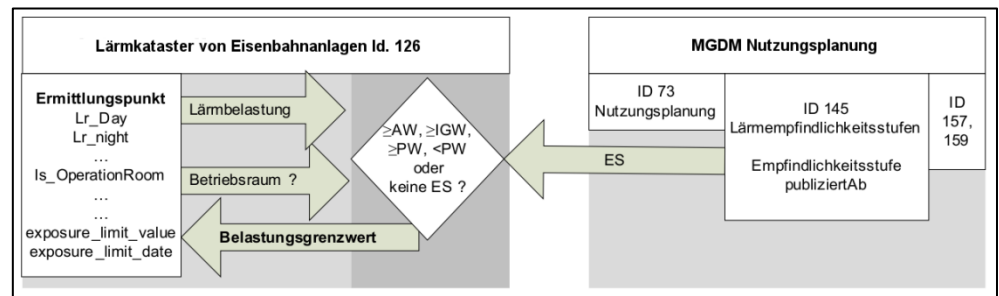 Lärmkataster von Eisenbahnanlagen Id. 126
Ermittlungspunkt
Lr_Day
Lr_night
...
Is_OperationRoom
...
...
exposure_limit_value
exposure_limit_date
Lärmbelastung
Betriebsraum ?
Belastungsgrenzwert
≥AW, ≥IGW,
≥PW, <PW
oder
keine ES ?
ES
MGDM Nutzungsplanung
ID 73
Nutzungsplanung
ID 145
Lärmempfindlichkeitsstufen
Empfindlichkeitsstufe
publiziertAb
ID
157,
159